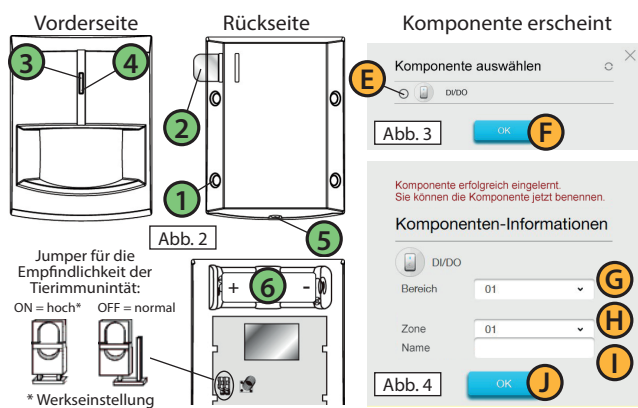 Vorderseite
Rückseite
3
4
2
1
5
Abb. 2
Jumper für die
Empfindlichkeit der
Tierimmunintät:
ON = hoch*
OFF = normal
* Werkseinstellung
+
6
-
Komponente erscheint
Komponente auswählen
E
DI/DO
Abb. 3
OK
F
Komponente erfolgreich eingelernt.
Sie können die Komponente jetzt benennen.
Komponenten-Informationen
DI/DO
Bereich
01
G
Zone
01
H
Name
I
Abb. 4
OK
J